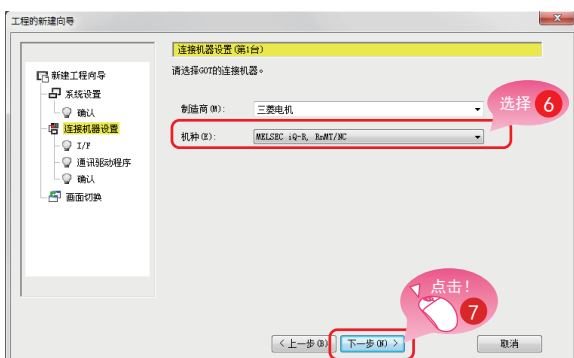 工程的新建向导
新建工程向导
系统设置
确认
连接机器设置
I/F
通讯驱动程序
确认
画面切换
连接机器设置(第1台)
请选择GOT的连接机器。
制造商(M):
三菱电机
机种(E):
MELSEC iQ-R, RnMT/NC
选择 6
点击!
7
<上一步(B)
下一步(N) >
取消